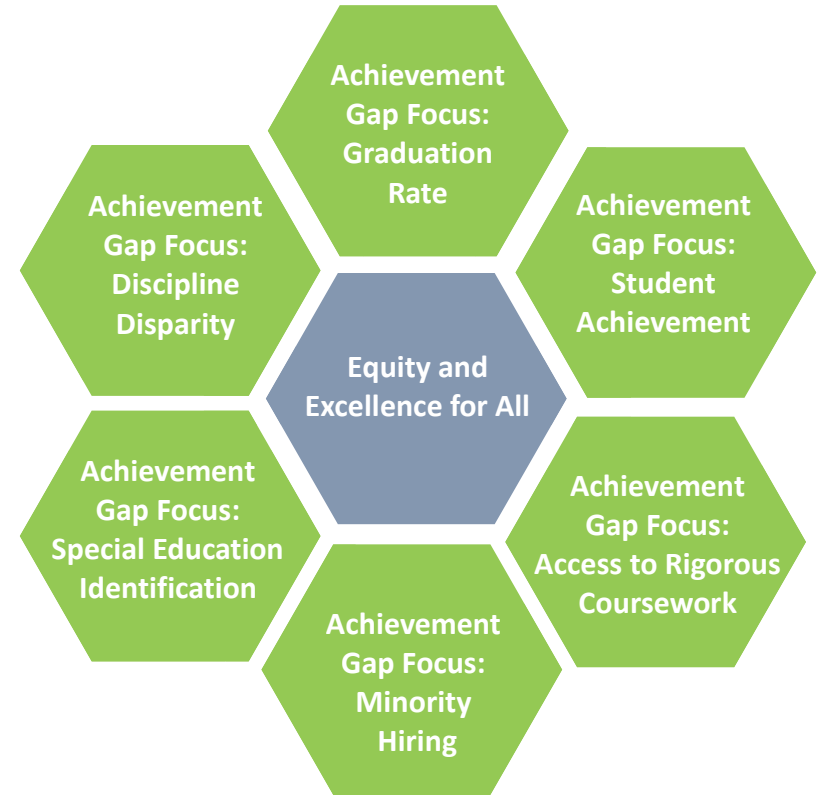 Achievement
Gap Focus:
Graduation
Rate
Achievement
Gap Focus:
Discipline
Disparity
Achievement
Gap Focus:
Student
Achievement
Equity and
Excellence for All
Achievement
Gap Focus:
Special Education
Identification
Achievement
Gap Focus:
Access to Rigorous
Coursework
Achievement
Gap Focus:
Minority
Hiring